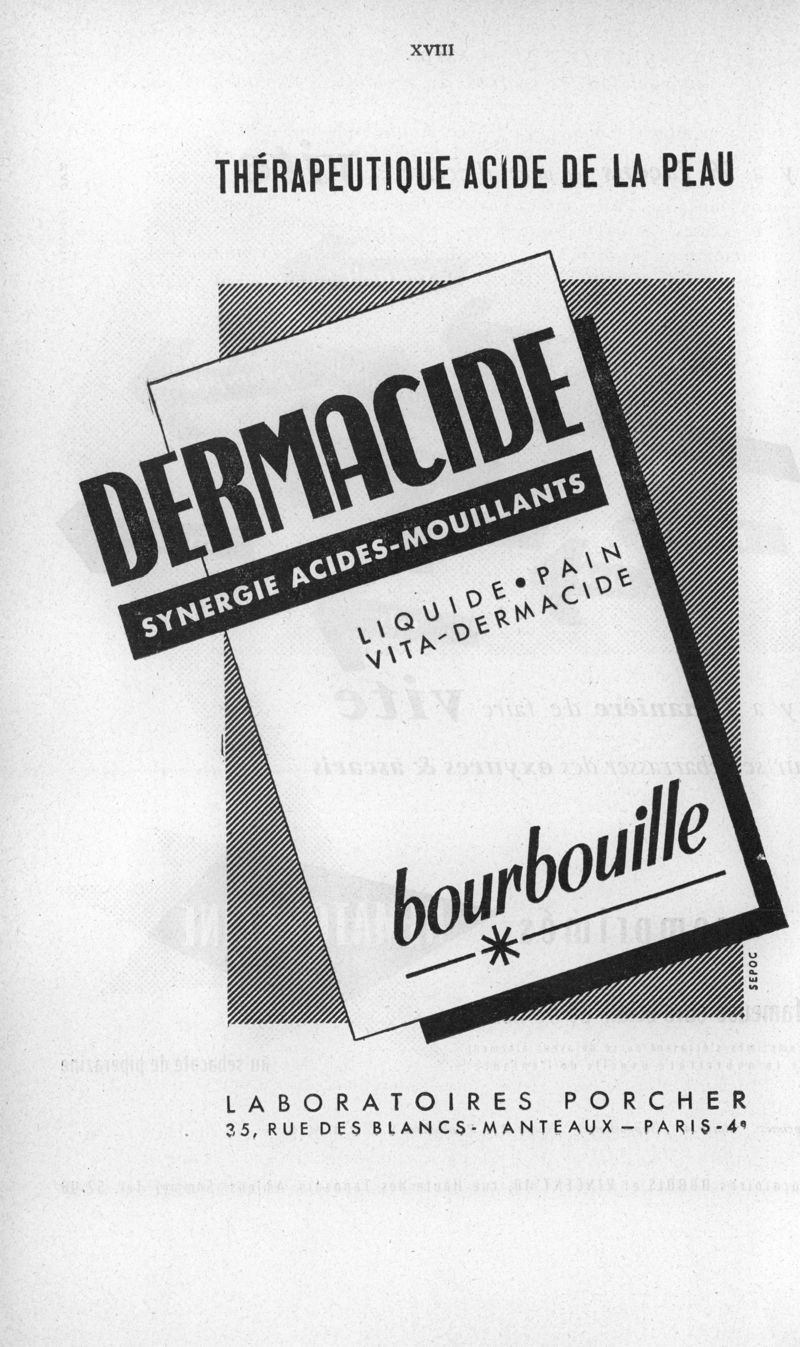 XVIII
THÉRAPEUTIQUE ACIDE DE LA PEAU
DERMACIDE
SYNERGIE ACIDES-MOUILLANTS
LIQUIDE • PAIN
VITA-DERMACIDE
bourbouille
SEPOC
LABORATOIRES PORCHER
35, RUE DES BLANCS-MANTEAUX — PARIS-4e